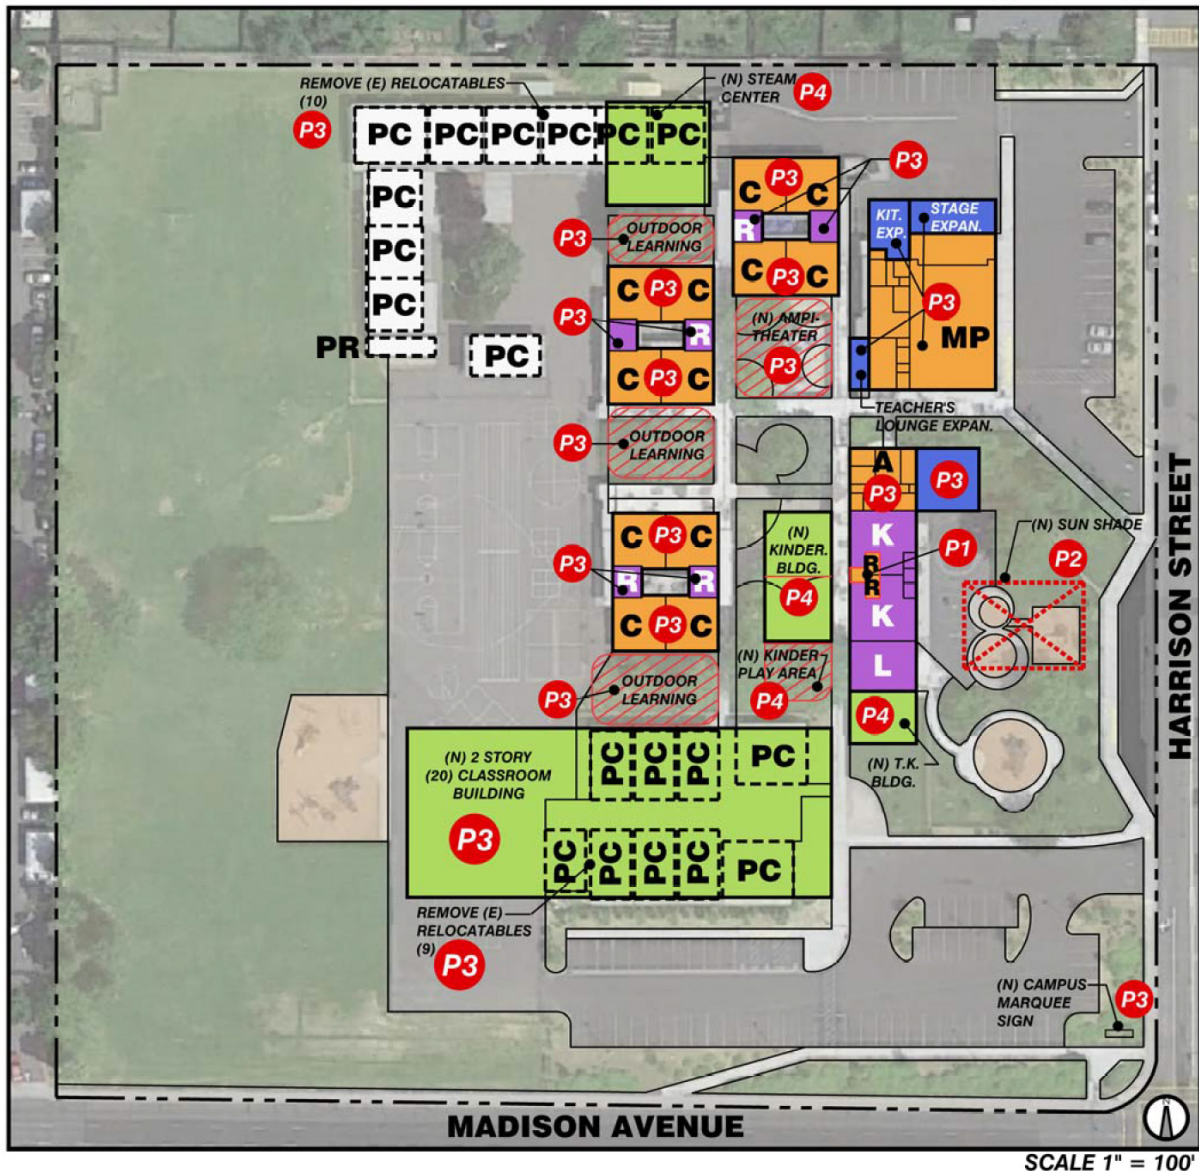 REMOVE (E) RELOCATABLES
(10)
P3
(N) STEAM
CENTER
P4
PC
PC
PC
PC
PC
PC
PC
PC
PC
PR
PC
C
P3
C
P3
R
C
P3
C
KIT.
EXP.
STAGE
EXPAN.
P3
MP
TEACHER'S
LOUNGE EXPAN.
P3
OUTDOOR
LEARNING
C
P3
C
P3
R
C
P3
C
(N) AMPI-
THEATER
P3
P3
OUTDOOR
LEARNING
A
P3
P3
K
R
R
P1
K
L
(N) SUN SHADE
P2
C
P3
C
P3
R
R
C
P3
C
(N)
KINDER.
BLDG.
P4
(N) KINDER
PLAY AREA
P4
P3
OUTDOOR
LEARNING
P4
(N) T.K.
BLDG.
(N) 2 STORY
(20) CLASSROOM
BUILDING
P3
PC
PC
PC
PC
PC
PC
PC
PC
PC
REMOVE (E)
RELOCATABLES
(9)
P3
(N) CAMPUS
MARQUEE
SIGN
P3
HARRISON STREET
MADISON AVENUE
N
SCALE 1" = 100'